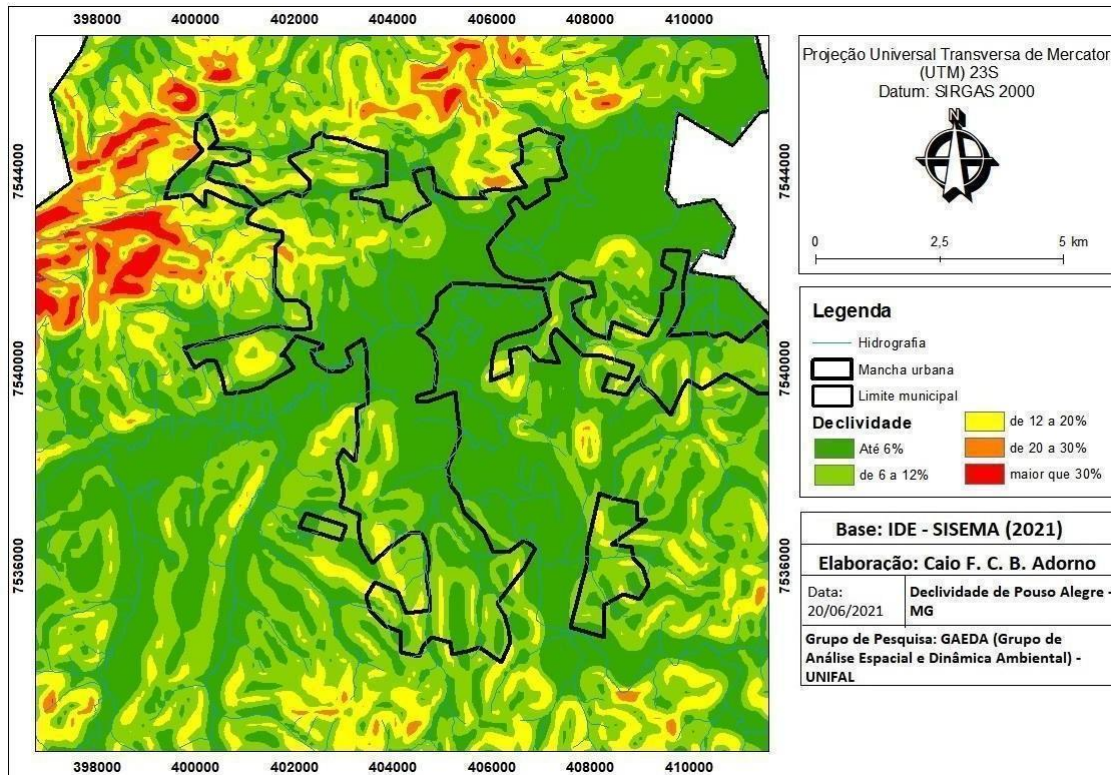 398000 400000 402000 404000 406000 408000 410000
7544000
7540000
7536000
7544000
7540000
7536000
398000 400000 402000 404000 406000 408000 410000
Projeção Universal Transversa de Mercator
(UTM) 23S
Datum: SIRGAS 2000
N
0 2,5 5 km
Legenda
Hidrografia
Mancha urbana
Limite municipal
Declividade
Até 6%
de 6 a 12%
de 12 a 20%
de 20 a 30%
maior que 30%
Base: IDE - SISEMA (2021)
Elaboração: Caio F. C. B. Adorno
Data:
20/06/2021
Declividade de Pouso Alegre -
MG
Grupo de Pesquisa: GAEDA (Grupo de
Análise Espacial e Dinâmica Ambiental) -
UNIFAL